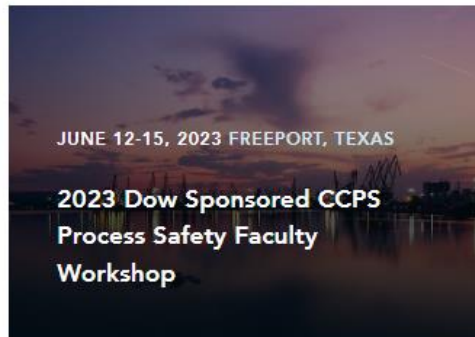 JUNE 12-15, 2023 FREEPORT, TEXAS
2023 Dow Sponsored CCPS
Process Safety Faculty
Workshop